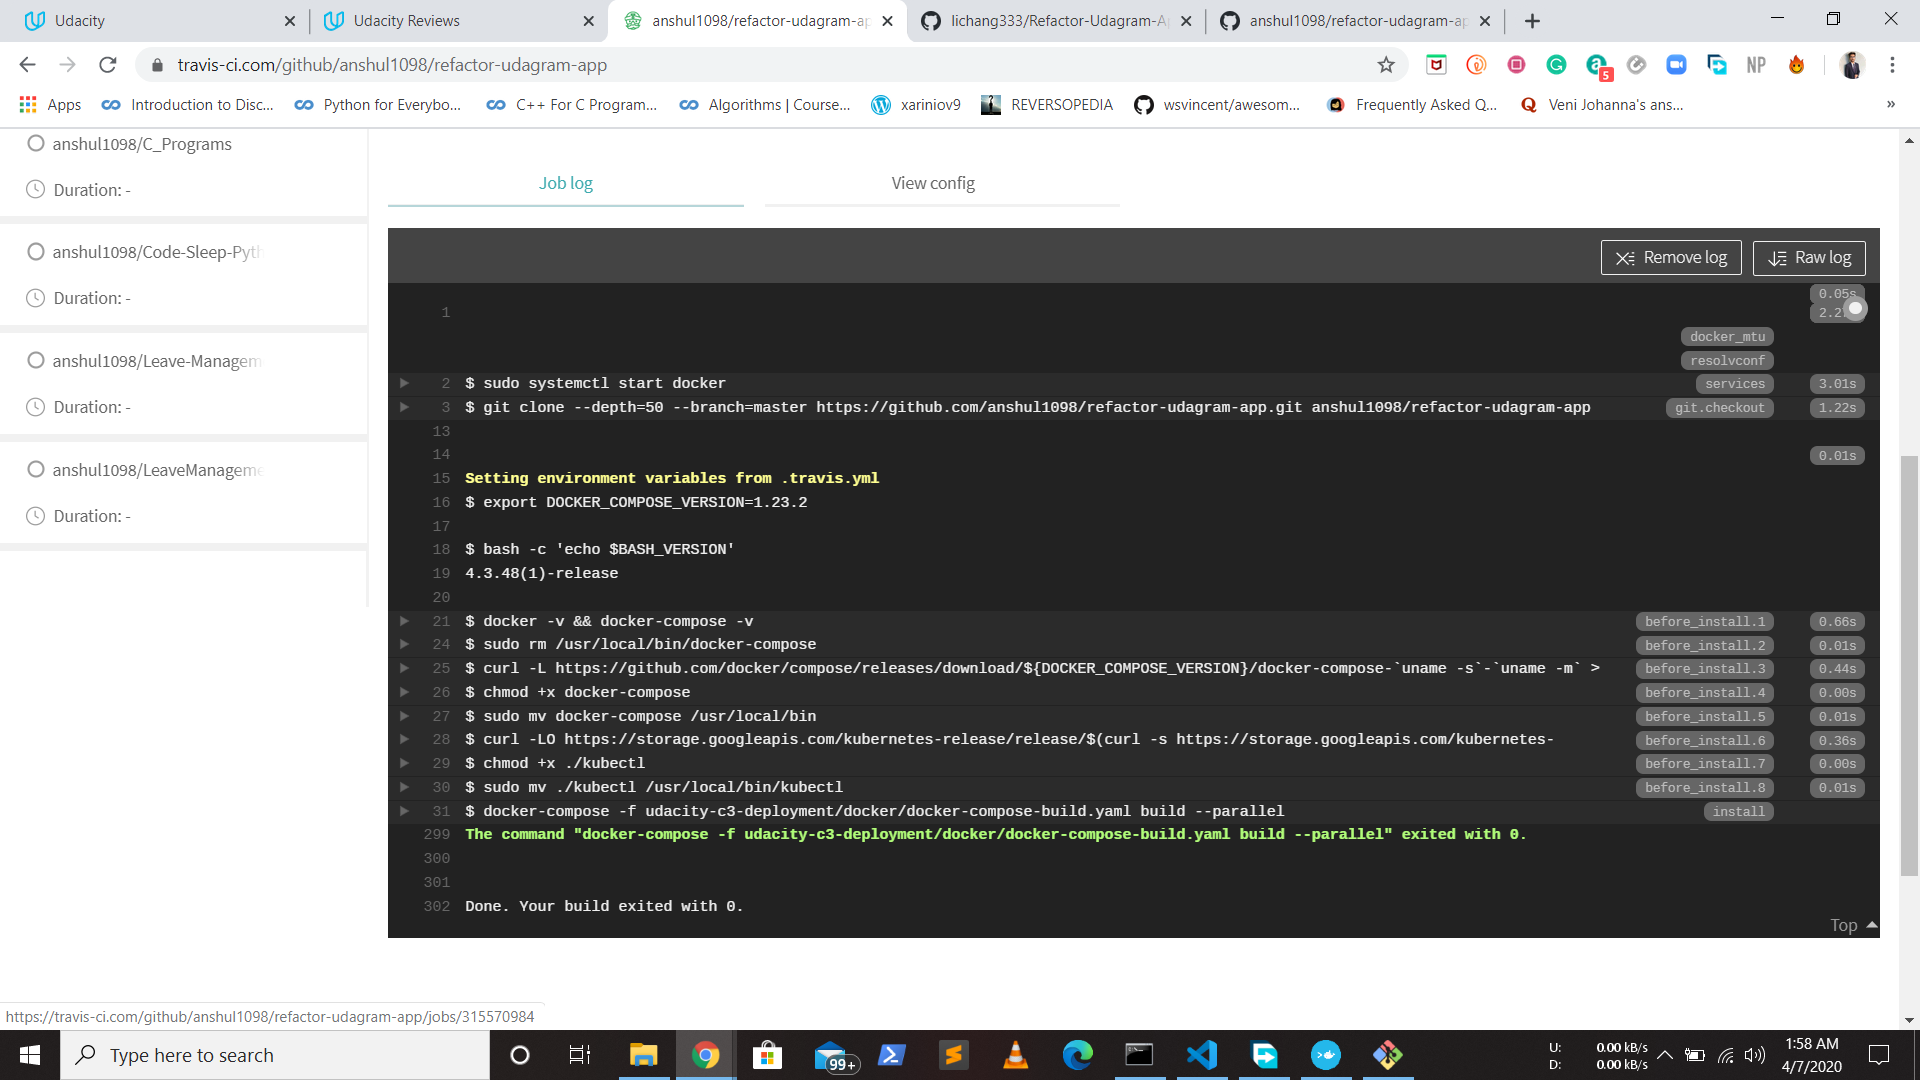 Udacity
Udacity Reviews
anshul1098/refactor-udagram-ap
lichang333/Refactor-Udagram-A
anshul1098/refactor-udagram-ap
travis-ci.com/github/anshul1098/refactor-udagram-app
5
NP
Apps
Introduction to Disc...
Python for Everybo...
C++ For C Program...
Algorithms | Course...
xariniov9
REVERSOPEDIA
wsvincent/awesom...
Frequently Asked Q...
Veni Johanna's ans...
»
anshul1098/C_Programs
Duration: -
anshul1098/Code-Sleep-Pyth
Duration: -
anshul1098/Leave-Managem
Duration: -
anshul1098/LeaveManageme
Duration: -
Job log
View config
Remove log
Raw log
0.05s
1
docker_mtu
resolvconf
2 $ sudo systemctl start docker services 3.01s
3 $ git clone --depth=50 --branch=master https://github.com/anshul1098/refactor-udagram-app.git anshul1098/refactor-udagram-app git.checkout 1.22s
13
14 0.01s
15 Setting environment variables from .travis.yml
16 $ export DOCKER_COMPOSE_VERSION=1.23.2
17
18 $ bash -c 'echo $BASH_VERSION'
19 4.3.48(1)-release
20
21 $ docker -v && docker-compose -v before_install.1 0.66s
24 $ sudo rm /usr/local/bin/docker-compose before_install.2 0.01s
25 $ curl -L https://github.com/docker/compose/releases/download/${DOCKER_COMPOSE_VERSION}/docker-compose-`uname -s`-`uname -m` > before_install.3 0.44s
26 $ chmod +x docker-compose before_install.4 0.00s
27 $ sudo mv docker-compose /usr/local/bin before_install.5 0.01s
28 $ curl -LO https://storage.googleapis.com/kubernetes-release/release/$(curl -s https://storage.googleapis.com/kubernetes- before_install.6 0.36s
29 $ chmod +x ./kubectl before_install.7 0.00s
30 $ sudo mv ./kubectl /usr/local/bin/kubectl before_install.8 0.01s
31 $ docker-compose -f udacity-c3-deployment/docker/docker-compose-build.yaml build --parallel install
299 The command "docker-compose -f udacity-c3-deployment/docker/docker-compose-build.yaml build --parallel" exited with 0.
300
301
302 Done. Your build exited with 0.
Top
https://travis-ci.com/github/anshul1098/refactor-udagram-app/jobs/315570984
Type here to search
99+
U: 0.00 kB/s
D: 0.00 kB/s
1:58 AM
4/7/2020